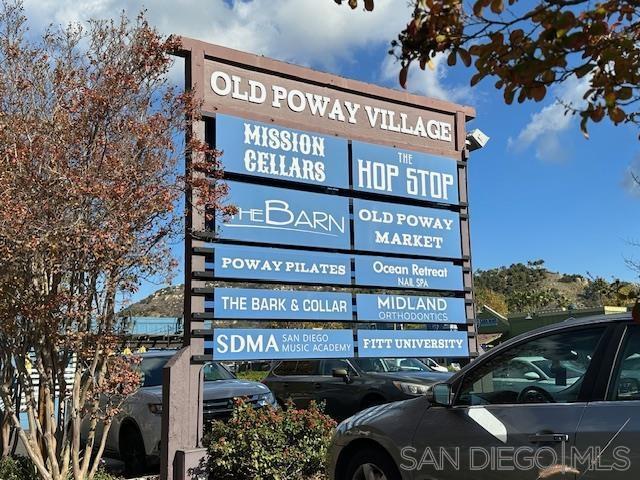 OLD POWAY VILLAGE
MISSION
CELLARS
THE
HOP STOP
THE BARN
OLD POWAY
MARKET
POWAY PILATES
Ocean Retreat
NAIL SPA
THE BARK & COLLAR
MIDLAND
ORTHODONTICS
SDMA SAN DIEGO
MUSIC ACADEMY
FITT UNIVERSITY
SAN DIEGO MLS